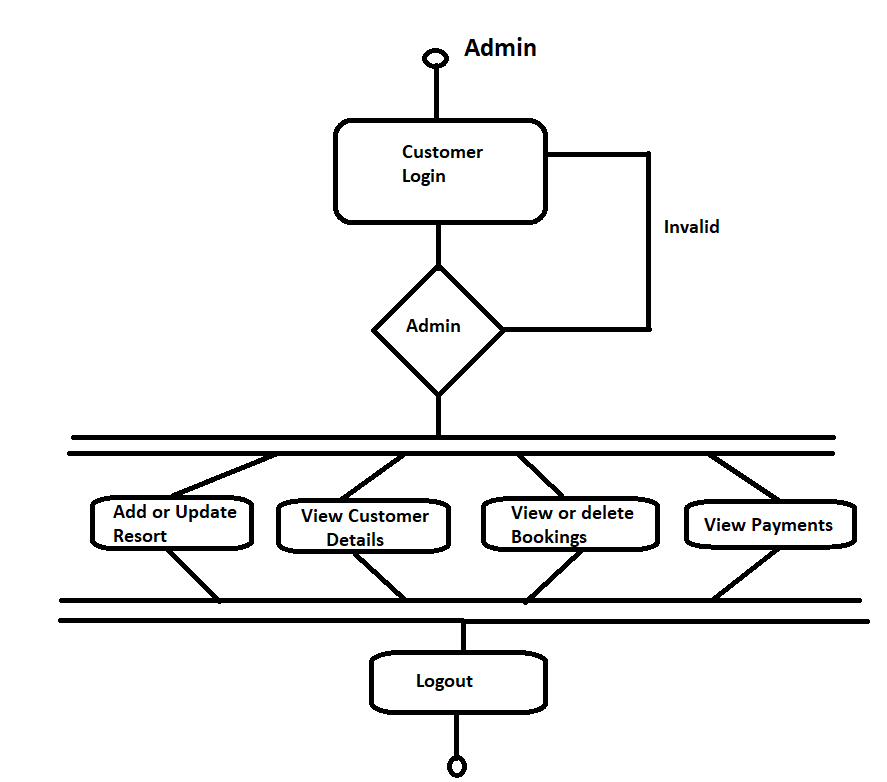 Admin
Customer
Login
Invalid
Admin
Add or Update
Resort
View Customer
Details
View or delete
Bookings
View Payments
Logout